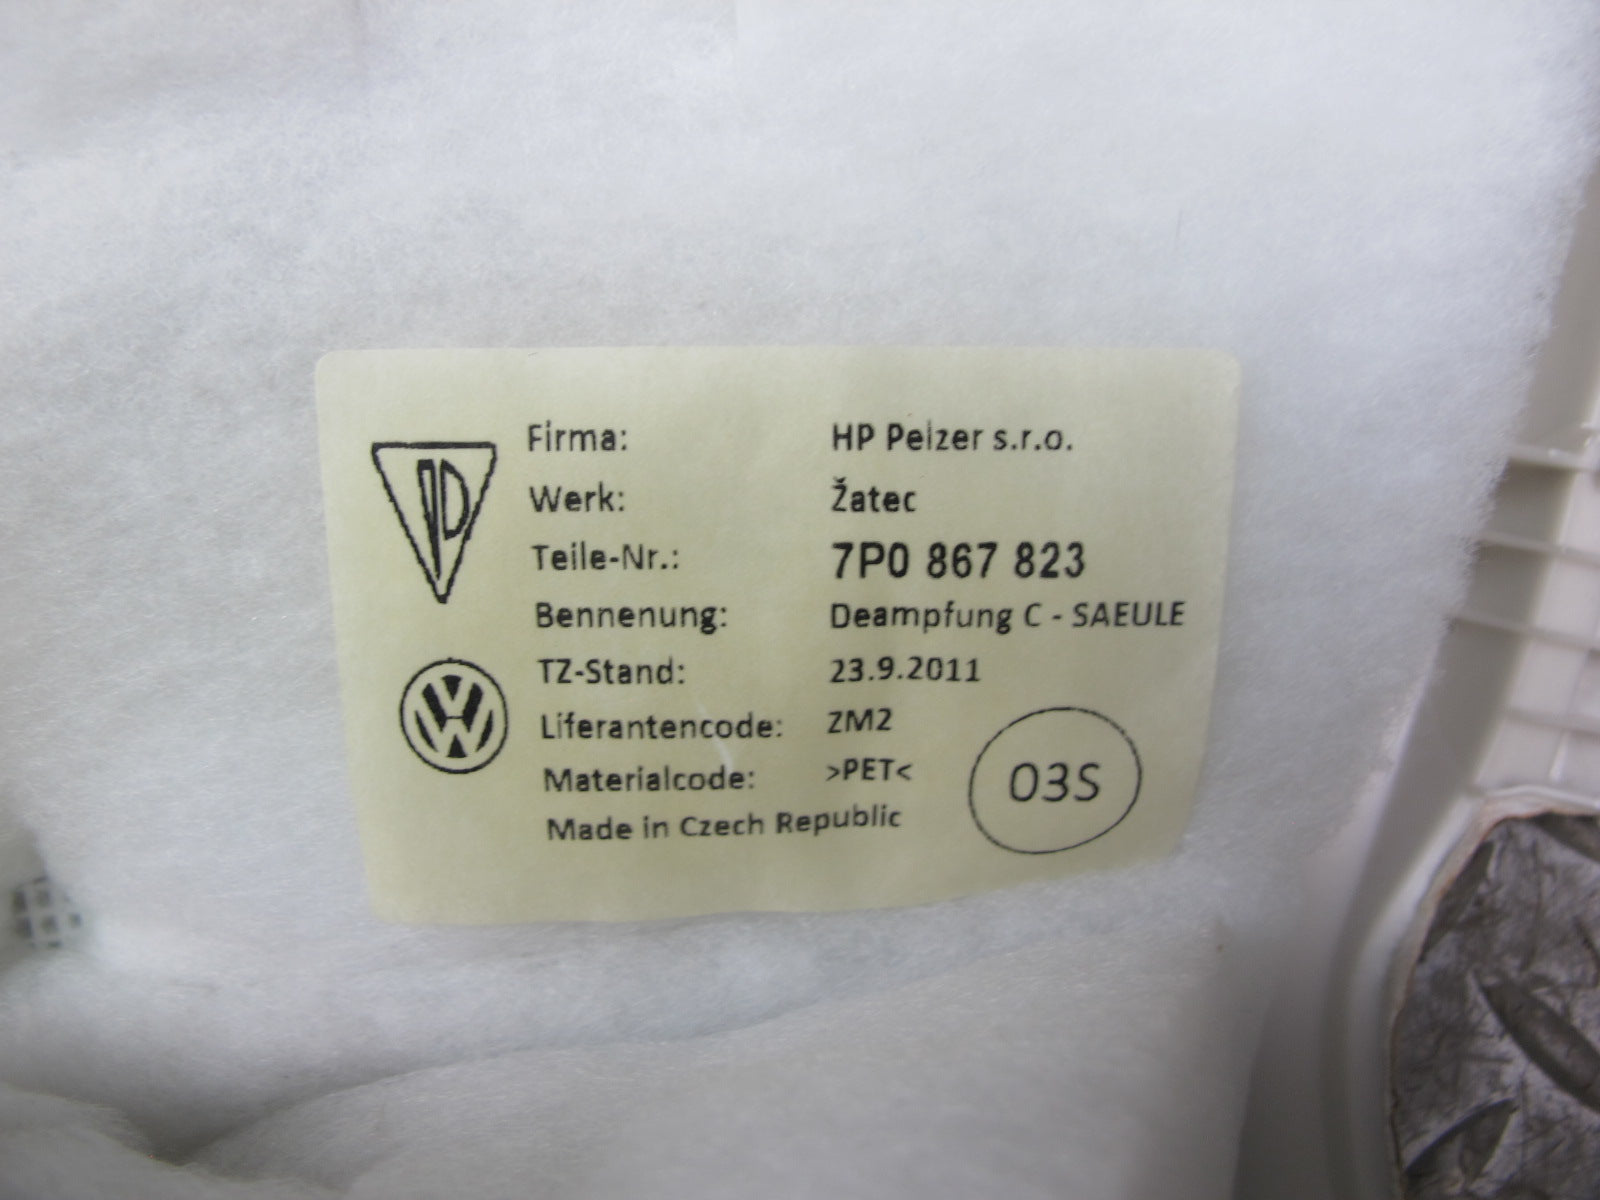 Firma: HP Pelzer s.r.o.
Werk: Žatec
Teile-Nr.: 7P0 867 823
Bennenung: Deampfung C - SAEULE
TZ-Stand: 23.9.2011
Liferantencode: ZM2
Materialcode: >PET<
Made in Czech Republic
03S